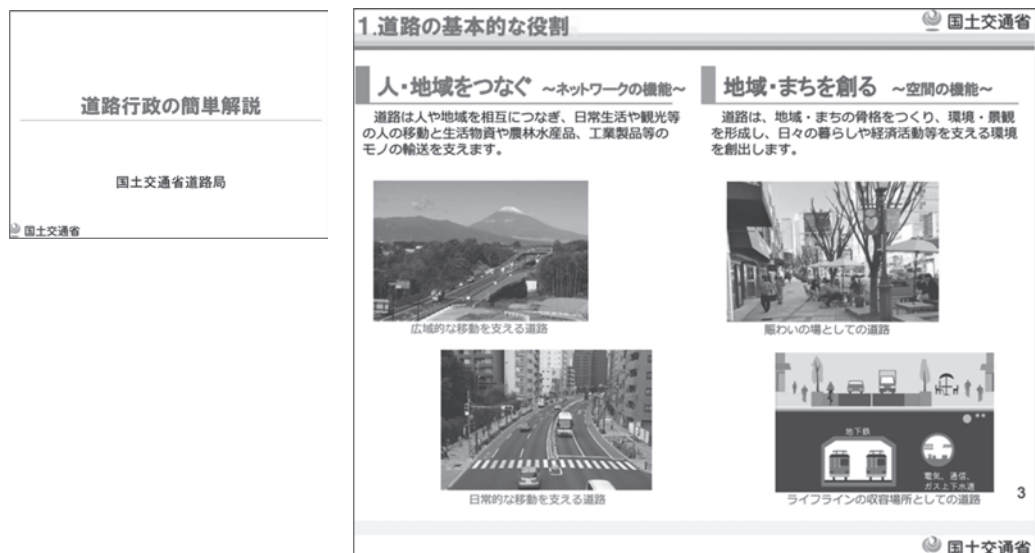 道路行政の簡単解説
国土交通省道路局
国土交通省
1.道路の基本的な役割
国土交通省
人・地域をつなぐ ~ネットワークの機能~
道路は人や地域を相互につなぎ、日常生活や観光等
の人の移動と生活物資や農林水産品、工業製品等の
モノの輸送を支えます。
広域的な移動を支える道路
日常的な移動を支える道路
地域・まちを創る ~空間の機能~
道路は、地域・まちの骨格をつくり、環境・景観
を形成し、日々の暮らしや経済活動等を支える環境
を創出します。
賑わいの場としての道路
地下鉄
電気、通信、
ガス上下水道
ライフラインの収容場所としての道路
3
国土交通省